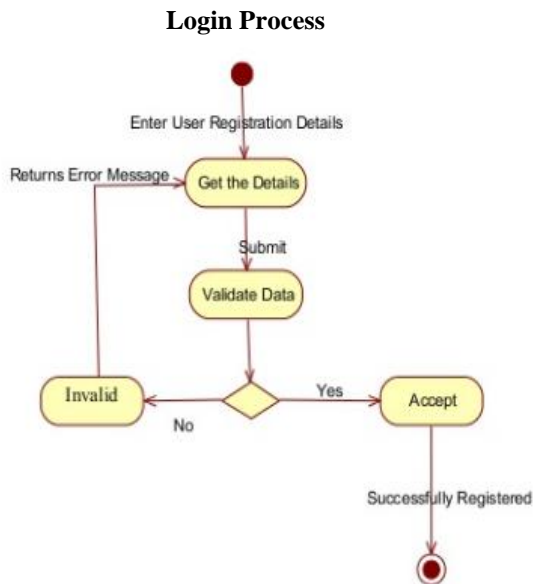 Login Process
Enter User Registration Details
Returns Error Message
Get the Details
Submit
Validate Data
Invalid
No
Yes
Accept
Successfully Registered